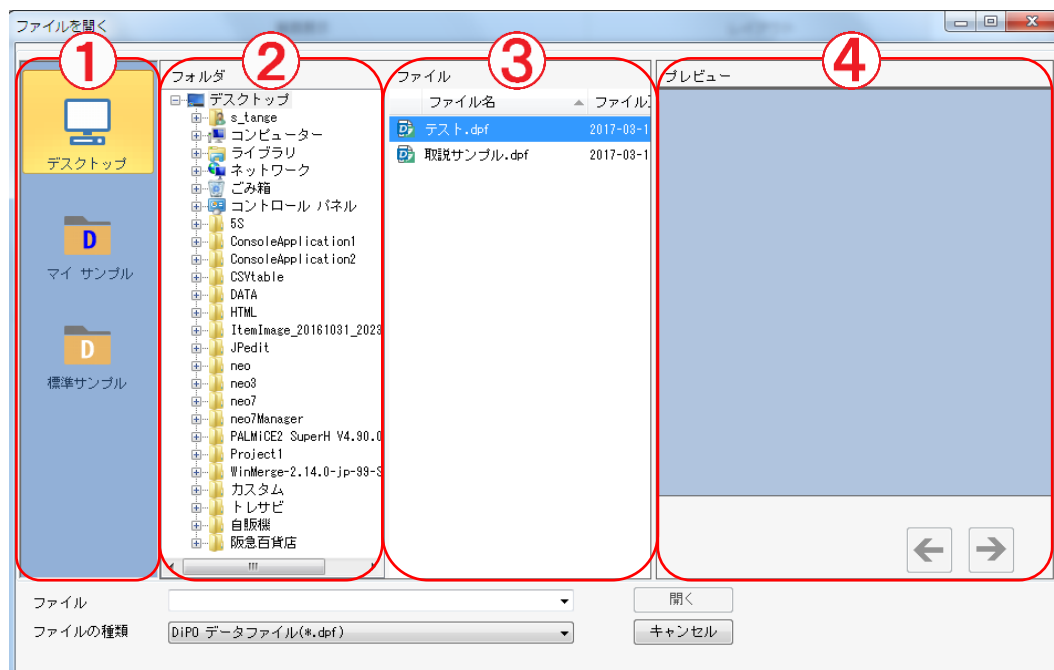 ファイルを開く
①
②
③
④
デスクトップ
マイ サンプル
標準サンプル
フォルダ
デスクトップ
s_tange
コンピューター
ライブラリ
ネットワーク
ごみ箱
コントロール パネル
5S
ConsoleApplication1
ConsoleApplication2
CSVtable
DATA
HTML
ItemImage_20161031_2023
JPedit
neo
neo3
neo7
neo7Manager
PALMiCE2 SuperH V4.90.0
Project1
WinMerge-2.14.0-jp-99-S
カスタム
トレサビ
自販機
阪急百貨店
ファイル
ファイル名 ファイル
テスト.dpf 2017-03-1
取説サンプル.dpf 2017-03-1
プレビュー
ファイル
開く
ファイルの種類
DiPO データファイル(*.dpf)
キャンセル